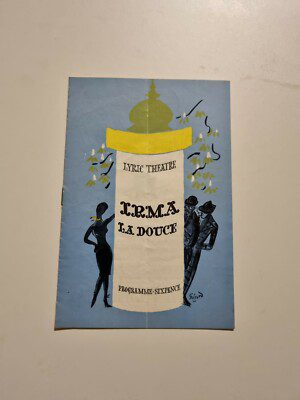 LYRIC THEATRE
IRMA
LA DOUCE
PROGRAMME-SIXPENCE